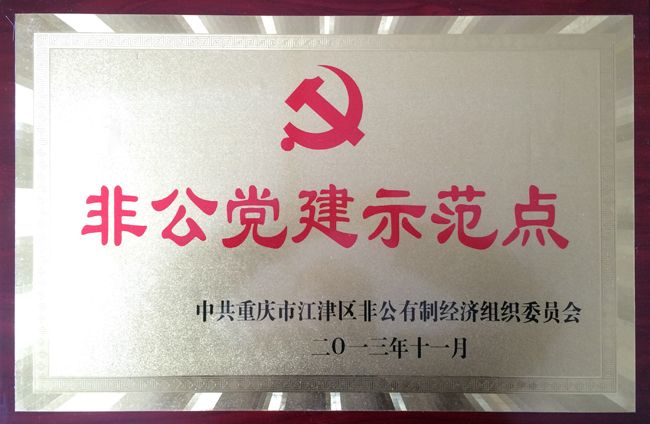 非公党建示范点
中共重庆市江津区非公有制经济组织委员会
二〇一三年十一月